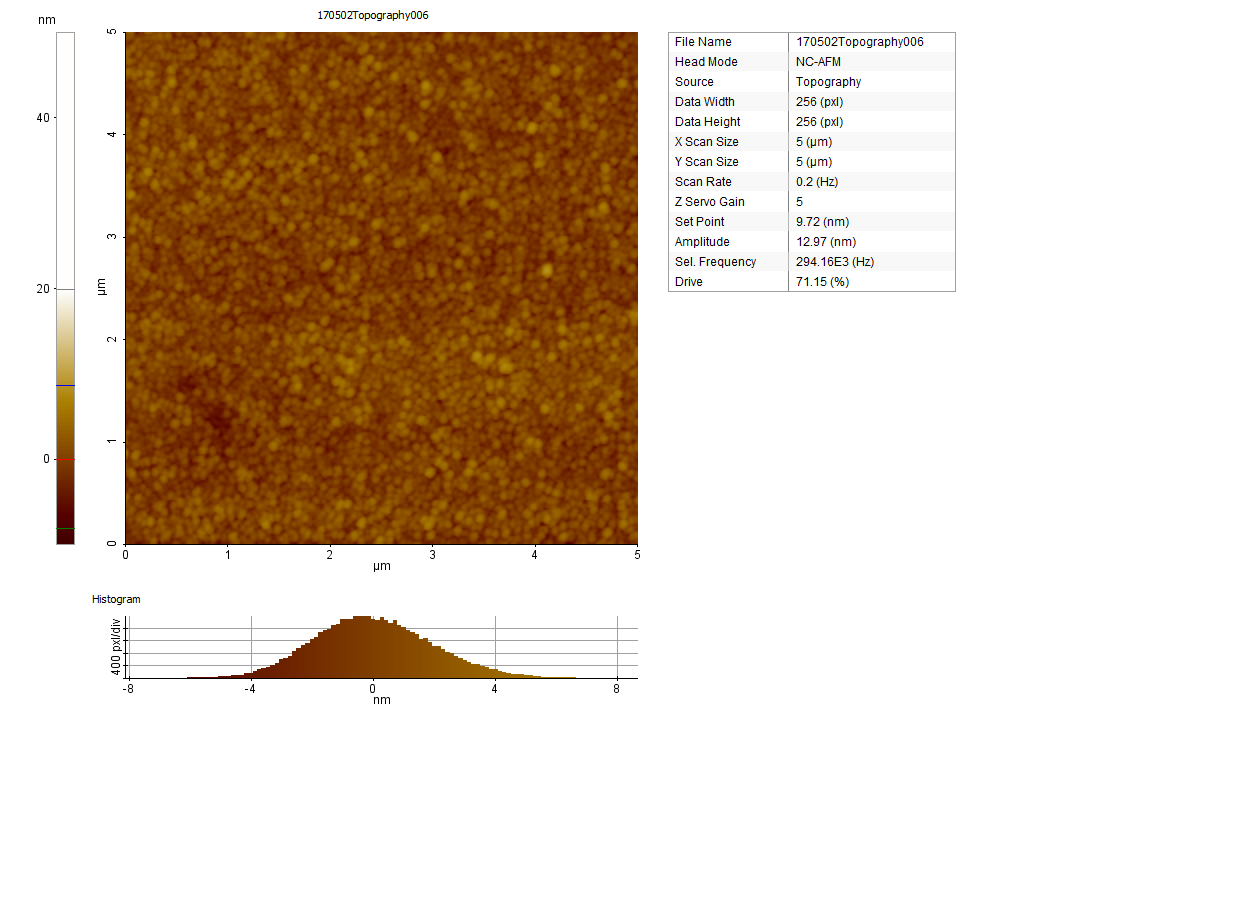 170502Topography006
nm
40
20
0
5
4
3
2
1
0
µm
0 1 2 3 4 5
µm
File Name 170502Topography006
Head Mode NC-AFM
Source Topography
Data Width 256 (pxl)
Data Height 256 (pxl)
X Scan Size 5 (µm)
Y Scan Size 5 (µm)
Scan Rate 0.2 (Hz)
Z Servo Gain 5
Set Point 9.72 (nm)
Amplitude 12.97 (nm)
Sel. Frequency 294.16E3 (Hz)
Drive 71.15 (%)
Histogram
400 pxl/div
-8 -4 0 4 8
nm